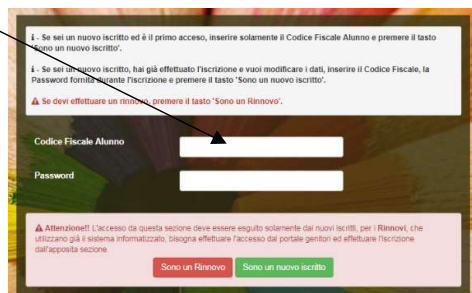 i - Se sei un nuovo iscritto ed è il primo accesso, inserire solamente il Codice Fiscale Alunno e premere il tasto
'Sono un nuovo iscritto'.
i - Se sei un nuovo iscritto, hai già effettuato l'iscrizione e vuoi modificare i dati, inserire il Codice Fiscale, la
Password fornita durante l'iscrizione e premere il tasto 'Sono un nuovo iscritto'.
Se devi effettuare un rinnovo, premere il tasto 'Sono un Rinnovo'.
Codice Fiscale Alunno
Password
Attenzione!! L'accesso da questa sezione deve essere eseguito solamente dai nuovi iscritti, per i Rinnovi, che
utilizzano già il sistema informatizzato, bisogna effettuare l'accesso dal portale genitori ed effettuare l'iscrizione
dall'apposita sezione.
Sono un Rinnovo Sono un nuovo iscritto